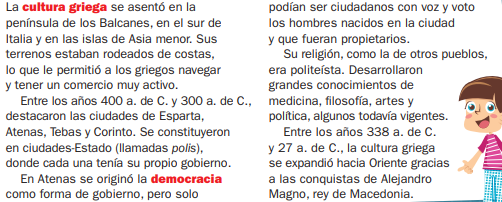 La cultura griega se asentó en la
península de los Balcanes, en el sur de
Italia y en las islas de Asia menor. Sus
terrenos estaban rodeados de costas,
lo que le permitió a los griegos navegar
y tener un comercio muy activo.
Entre los años 400 a. de C. y 300 a. de C.,
destacaron las ciudades de Esparta,
Atenas, Tebas y Corinto. Se constituyeron
en ciudades-Estado (llamadas polis),
donde cada una tenía su propio gobierno.
En Atenas se originó la democracia
como forma de gobierno, pero solo
podían ser ciudadanos con voz y voto
los hombres nacidos en la ciudad
y que fueran propietarios.
Su religión, como la de otros pueblos,
era politeísta. Desarrollaron
grandes conocimientos de
medicina, filosofía, artes y
política, algunos todavía vigentes.
Entre los años 338 a. de C.
y 27 a. de C., la cultura griega
se expandió hacia Oriente gracias
a las conquistas de Alejandro
Magno, rey de Macedonia.